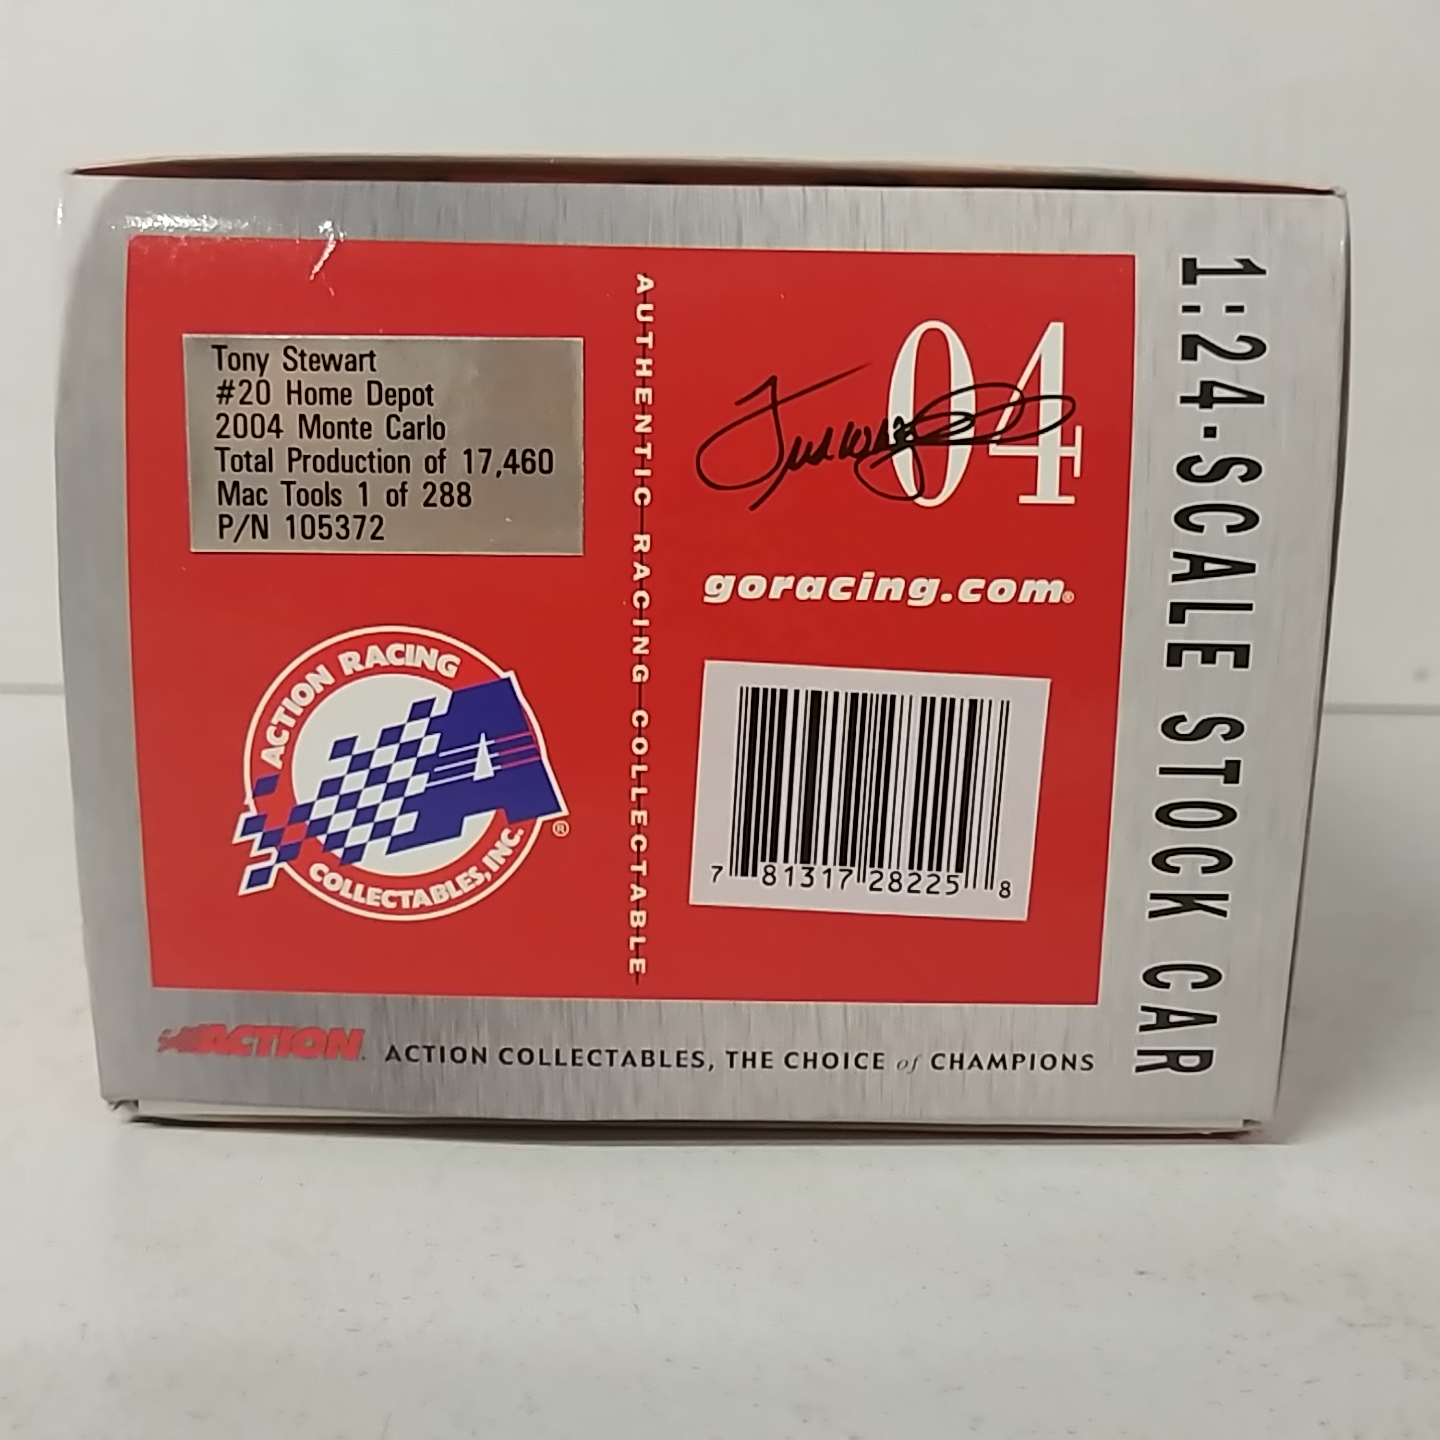 Tony Stewart
#20 Home Depot
2004 Monte Carlo
Total Production of 17,460
Mac Tools 1 of 288
P/N 105372
ACTION RACING
A
COLLECTABLES, INC.
®
AUTHENTIC RACING COLLECTABLE
04
goracing.com®
7 81317 28225 8
1:24-SCALE STOCK CAR
ACTION.
ACTION COLLECTABLES, THE CHOICE of CHAMPIONS